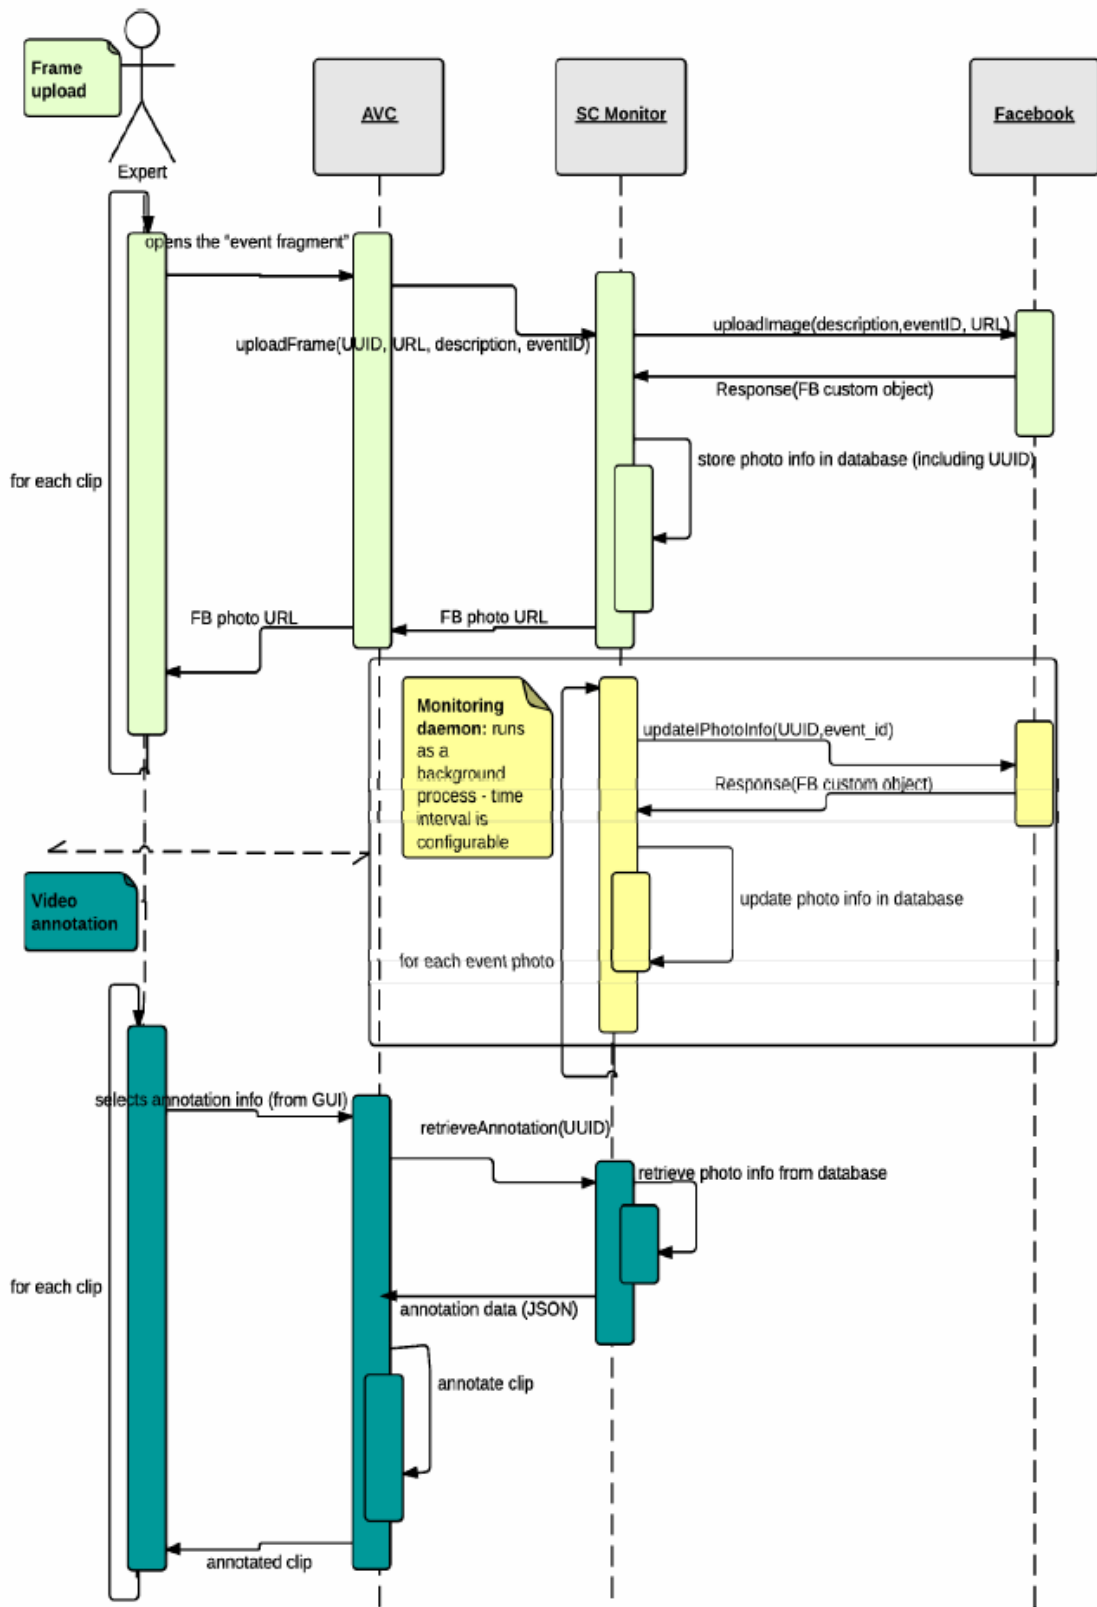 Frame
upload
Expert
AVC
SC Monitor
Facebook
opens the "event fragment"
uploadFrame(UUID, URL, description, eventID)
uploadImage(description,eventID, URL)
Response(FB custom object)
store photo info in database (including UUID)
for each clip
FB photo URL
FB photo URL
Monitoring
daemon: runs
as a
background
process - time
interval is
configurable
updateIPhotoInfo(UUID,event_id)
Response(FB custom object)
update photo info in database
for each event photo
Video
annotation
selects annotation info (from GUI)
retrieveAnnotation(UUID)
retrieve photo info from database
for each clip
annotation data (JSON)
annotate clip
annotated clip